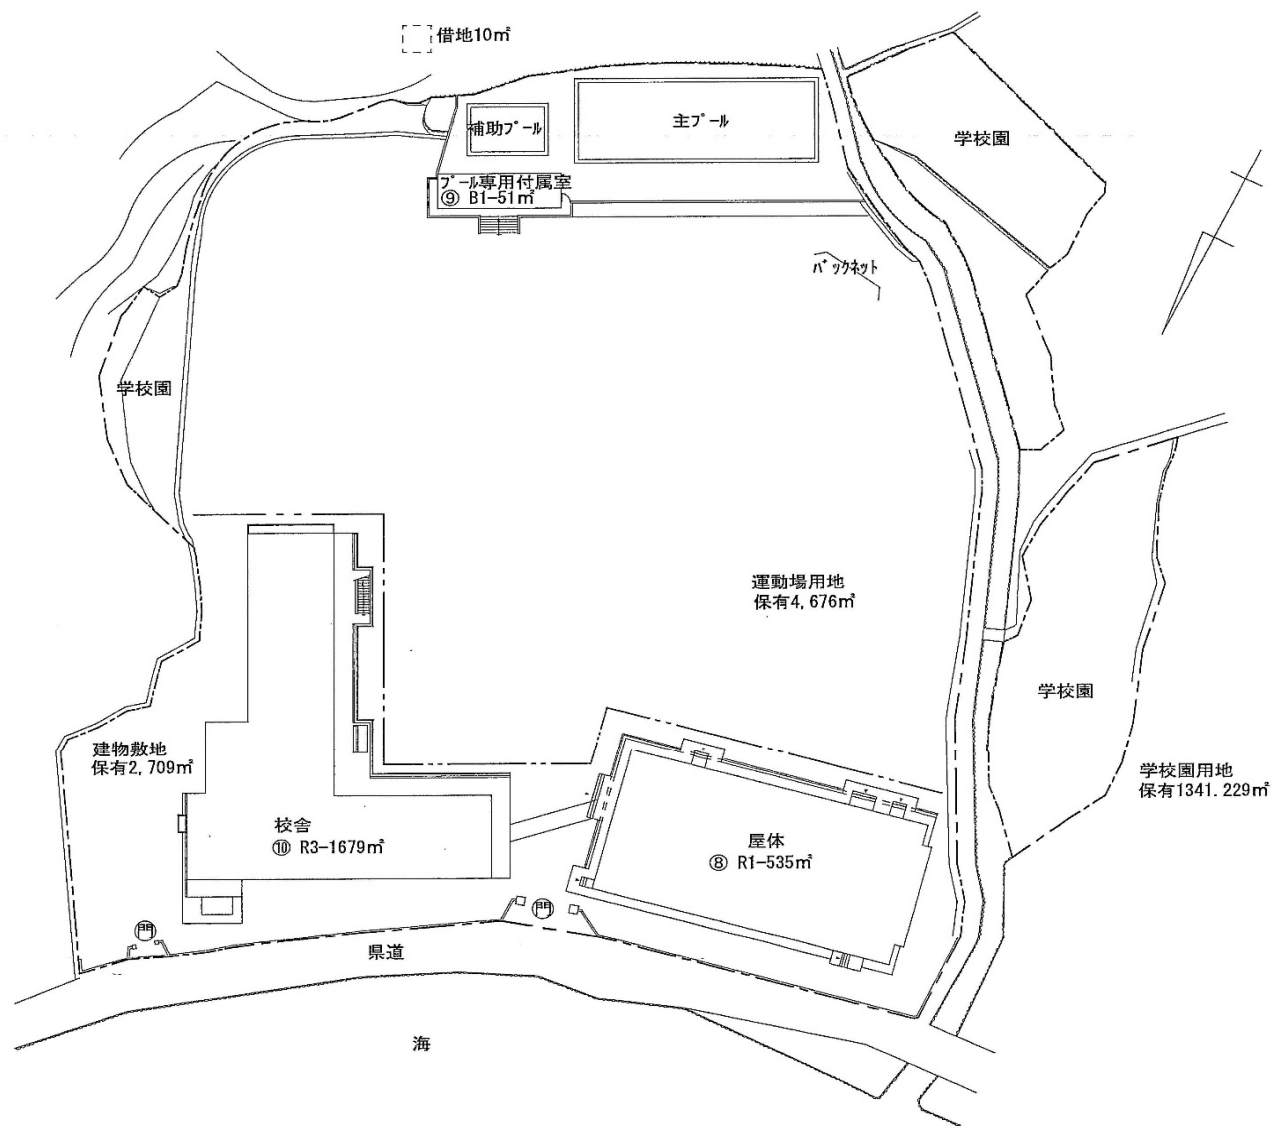 借地10㎡
補助ﾌﾟｰﾙ
主ﾌﾟｰﾙ
学校園
ﾌﾟｰﾙ専用付属室
⑨ B1-51㎡
ﾊﾞｯｸﾈｯﾄ
学校園
運動場用地
保有4,676㎡
学校園
建物敷地
保有2,709㎡
学校園用地
保有1341.229㎡
校舎
⑩ R3-1679㎡
屋体
⑧ R1-535㎡
門
門
県道
海